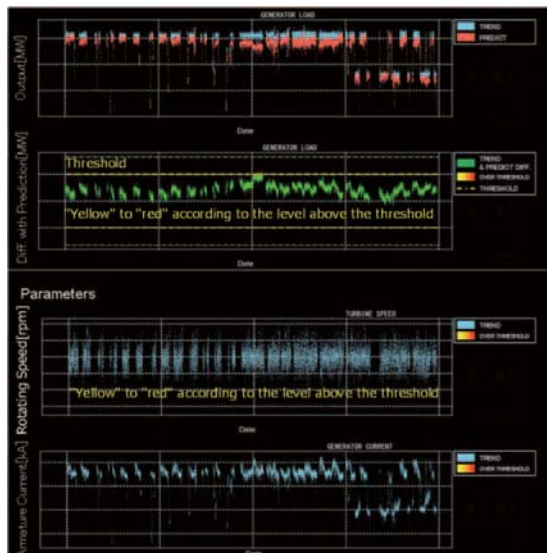 GENERATOR LOAD
TREND
PREDICT
Output[MW]
Date
GENERATOR LOAD
Threshold
"Yellow" to "red" according to the level above the threshold
TREND
& PREDICT DIFF.
OVER THRESHOLD
THRESHOLD
Diff. with Prediction[MW]
Date
Parameters
TURBINE SPEED
TREND
OVER THRESHOLD
Rotating Speed[rpm]
"Yellow" to "red" according to the level above the threshold
Date
GENERATOR CURRENT
TREND
OVER THRESHOLD
Armature Current[kA]
Date